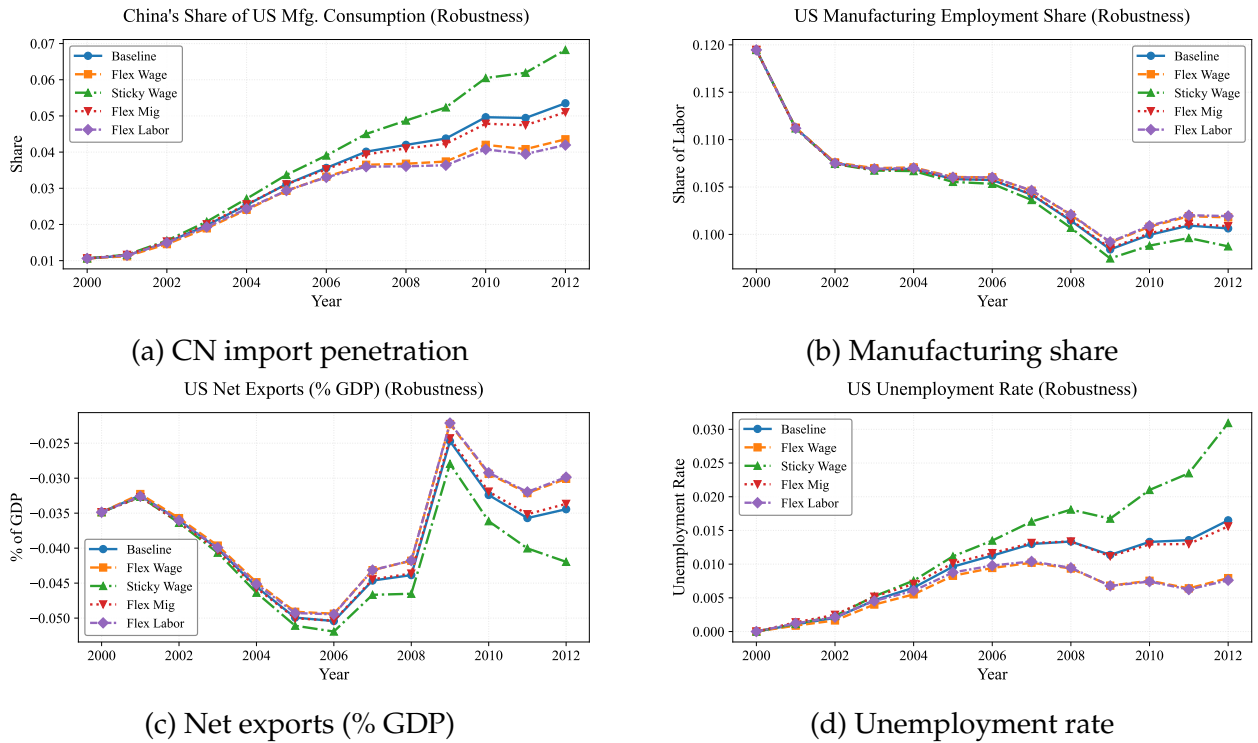 China's Share of US Mfg. Consumption (Robustness)
0.07
0.06
0.05
0.04
0.03
0.02
0.01
Share
Baseline
Flex Wage
Sticky Wage
Flex Mig
Flex Labor
2000
2002
2004
2006
2008
2010
2012
Year
(a) CN import penetration
US Manufacturing Employment Share (Robustness)
0.120
0.115
0.110
0.105
0.100
Share of Labor
Baseline
Flex Wage
Sticky Wage
Flex Mig
Flex Labor
2000
2002
2004
2006
2008
2010
2012
Year
(b) Manufacturing share
US Net Exports (% GDP) (Robustness)
−0.025
−0.030
−0.035
−0.040
−0.045
−0.050
% of GDP
Baseline
Flex Wage
Sticky Wage
Flex Mig
Flex Labor
2000
2002
2004
2006
2008
2010
2012
Year
(c) Net exports (% GDP)
US Unemployment Rate (Robustness)
0.030
0.025
0.020
0.015
0.010
0.005
0.000
Unemployment Rate
Baseline
Flex Wage
Sticky Wage
Flex Mig
Flex Labor
2000
2002
2004
2006
2008
2010
2012
Year
(d) Unemployment rate